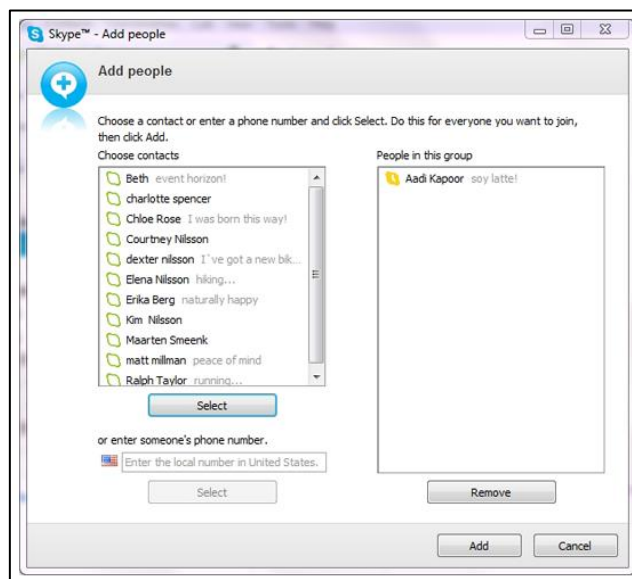 Skype™ - Add people
Add people
Choose a contact or enter a phone number and click Select. Do this for everyone you want to join,
then click Add.
Choose contacts
Beth event horizon!
charlotte spencer
Chloe Rose I was born this way!
Courtney Nilsson
dexter nilsson I`ve got a new bik...
Elena Nilsson hiking...
Erika Berg naturally happy
Kim Nilsson
Maarten Smeenk
matt millman peace of mind
Ralph Taylor running...
Select
or enter someone's phone number.
Enter the local number in United States.
Select
People in this group
Aadi Kapoor soy latte!
Remove
Add
Cancel